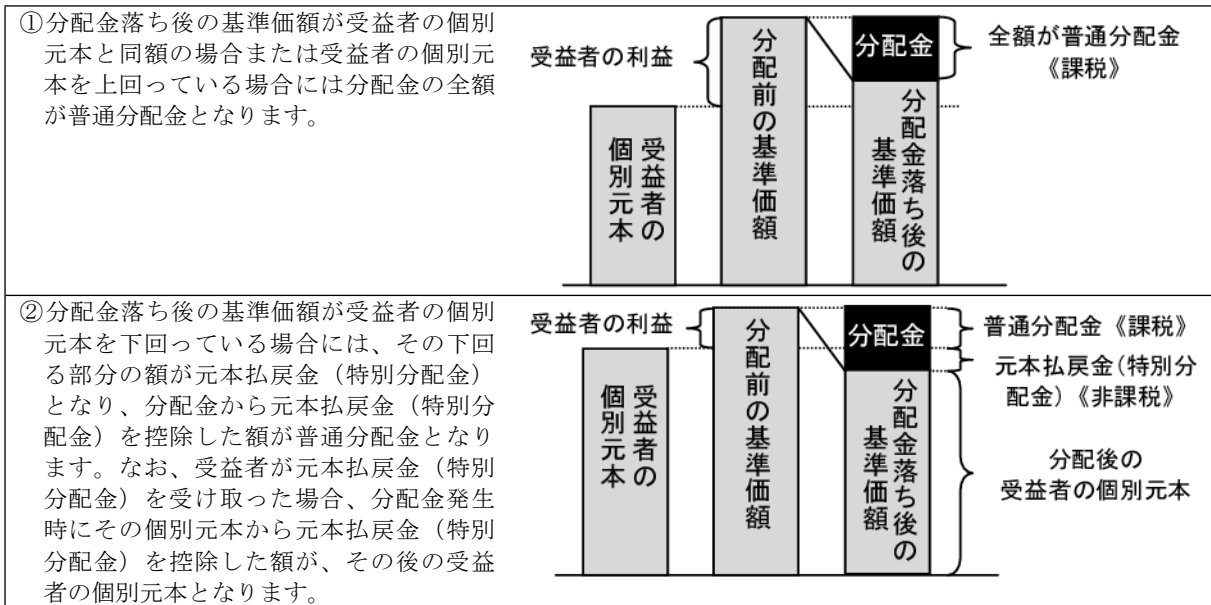 ①分配金落ち後の基準価額が受益者の個別
元本と同額の場合または受益者の個別元
本を上回っている場合には分配金の全額
が普通分配金となります。
受益者の利益
受益者の
個別元本
分配前の基準価額
分配金
分配金落ち後の
基準価額
全額が普通分配金
《課税》
②分配金落ち後の基準価額が受益者の個別
元本を下回っている場合には、その下回
る部分の額が元本払戻金（特別分配金）
となり、分配金から元本払戻金（特別分
配金）を控除した額が普通分配金となり
ます。なお、受益者が元本払戻金（特別
分配金）を受け取った場合、分配金発生
時にその個別元本から元本払戻金（特別
分配金）を控除した額が、その後の受益
者の個別元本となります。
受益者の利益
受益者の
個別元本
分配前の基準価額
分配金
分配金落ち後の
基準価額
普通分配金《課税》
元本払戻金(特別分
配金)《非課税》
分配後の
受益者の個別元本